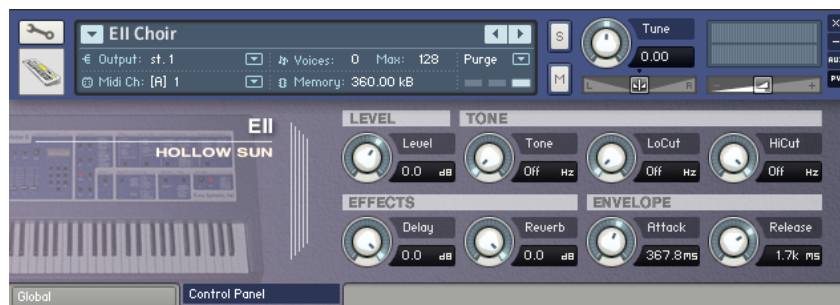 EII Choir
Output: st.1
Voices: 0 Max: 128
Purge
Midi Ch: [A] 1
Memory: 360.00 kB
S
M
Tune
0.00
L R
- +
X
-
AUX
PV
EII
HOLLOW SUN
LEVEL
TONE
Level
0.0 dB
Tone
Off Hz
LoCut
Off Hz
HiCut
Off Hz
EFFECTS
ENVELOPE
Delay
0.0 dB
Reverb
0.0 dB
Attack
367.8ms
Release
1.7k ms
Global
Control Panel